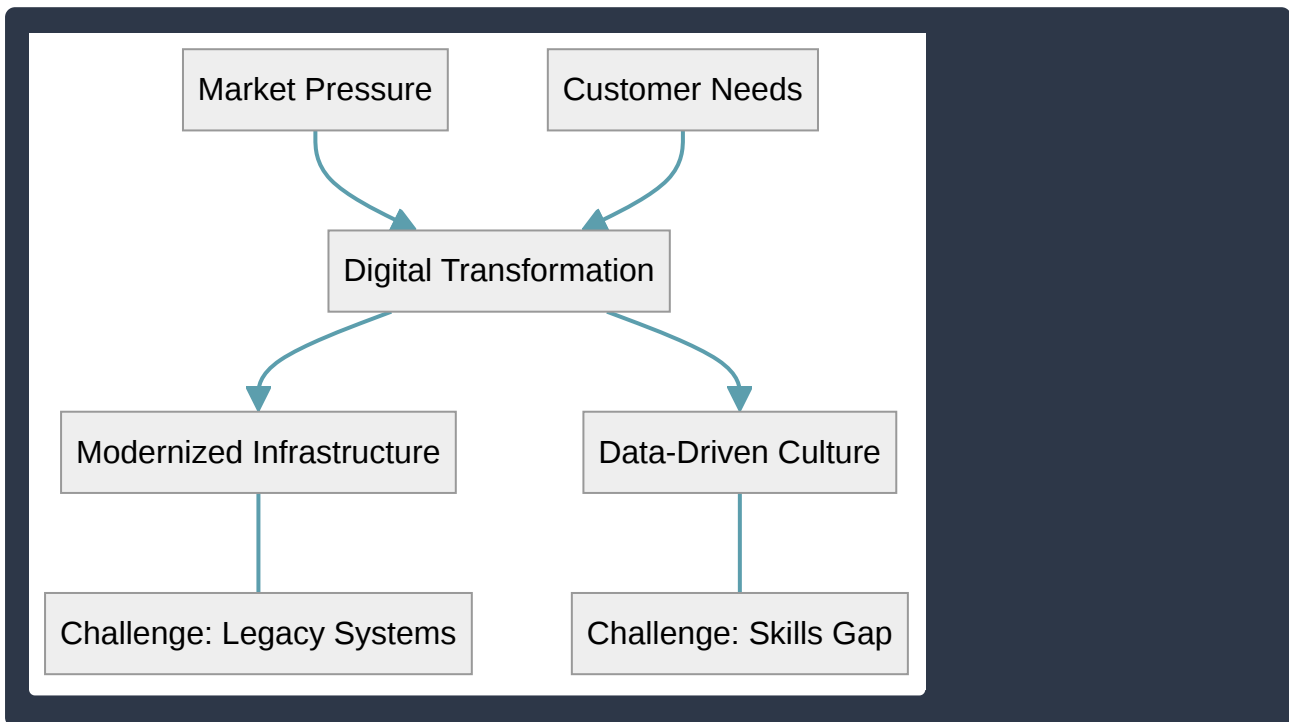 Market Pressure
Customer Needs
Digital Transformation
Modernized Infrastructure
Data-Driven Culture
Challenge: Legacy Systems
Challenge: Skills Gap